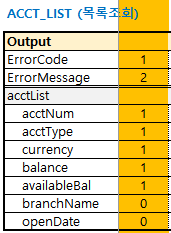 ACCT_LIST (목록조회)
Output
ErrorCode 1
ErrorMessage 2
acctList
acctNum 1
acctType 1
currency 1
balance 1
availableBal 1
branchName 0
openDate 0